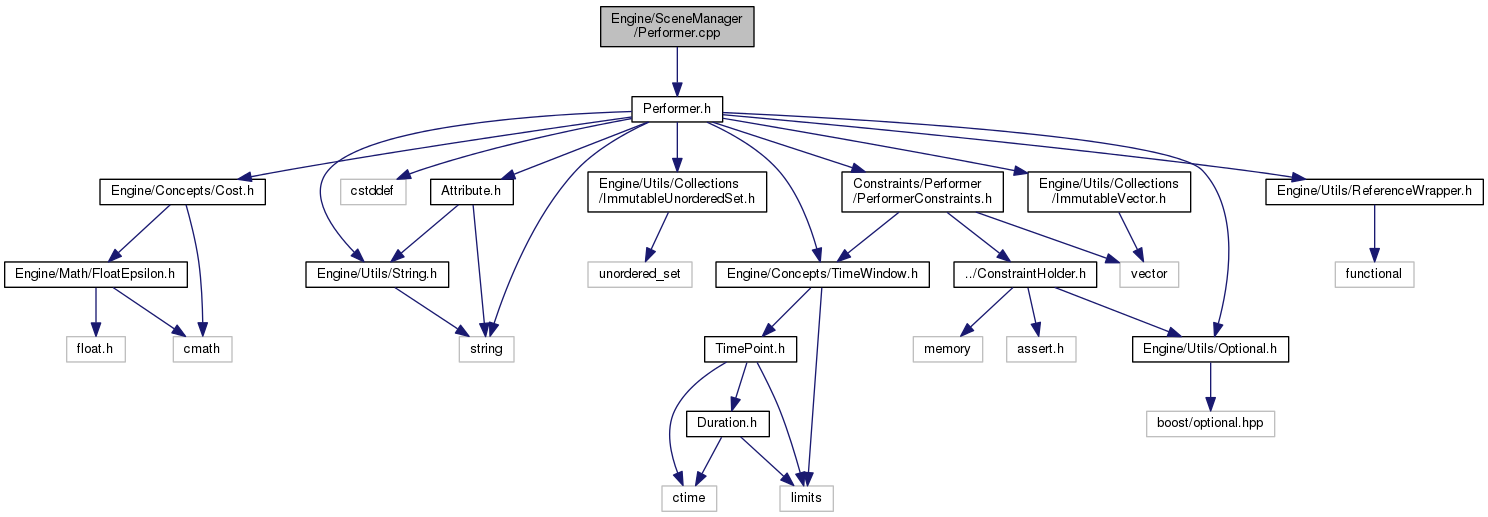 Engine/SceneManager
/Performer.cpp
Performer.h
Engine/Concepts/Cost.h
cstddef
Attribute.h
Engine/Utils/Collections
/ImmutableUnorderedSet.h
Constraints/Performer
/PerformerConstraints.h
Engine/Utils/Collections
/ImmutableVector.h
Engine/Utils/ReferenceWrapper.h
Engine/Math/FloatEpsilon.h
Engine/Utils/String.h
unordered_set
Engine/Concepts/TimeWindow.h
../ConstraintHolder.h
vector
functional
float.h
cmath
string
TimePoint.h
memory
assert.h
Engine/Utils/Optional.h
Duration.h
boost/optional.hpp
ctime
limits